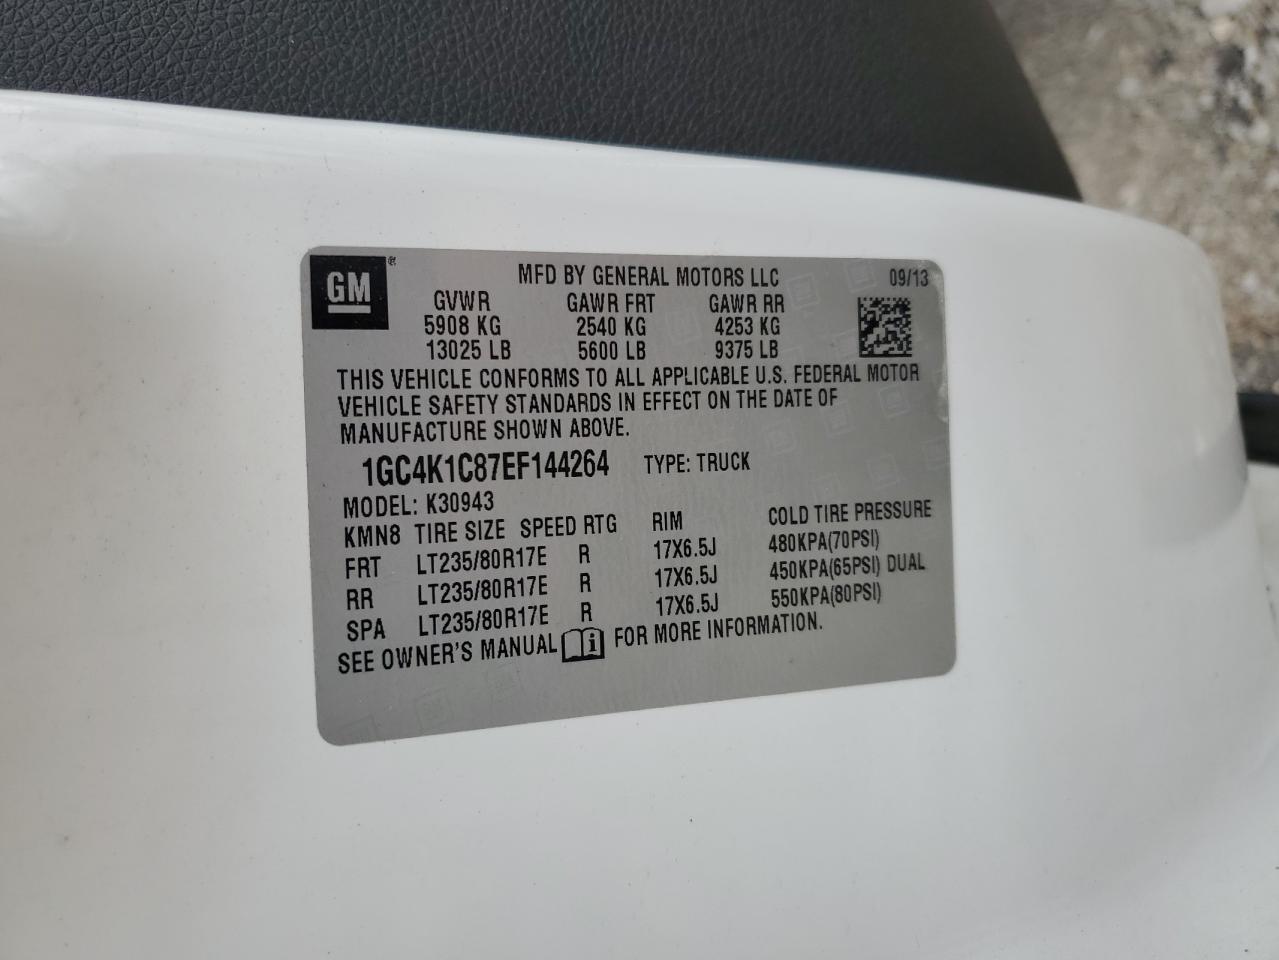 GM®
MFD BY GENERAL MOTORS LLC 09/13
GVWR GAWR FRT GAWR RR
5908 KG 2540 KG 4253 KG
13025 LB 5600 LB 9375 LB
THIS VEHICLE CONFORMS TO ALL APPLICABLE U.S. FEDERAL MOTOR
VEHICLE SAFETY STANDARDS IN EFFECT ON THE DATE OF
MANUFACTURE SHOWN ABOVE.
1GC4K1C87EF144264 TYPE: TRUCK
MODEL: K30943
KMN8 TIRE SIZE SPEED RTG RIM COLD TIRE PRESSURE
FRT LT235/80R17E R 17X6.5J 480KPA(70PSI)
RR LT235/80R17E R 17X6.5J 450KPA(65PSI) DUAL
SPA LT235/80R17E R 17X6.5J 550KPA(80PSI)
SEE OWNER'S MANUAL i FOR MORE INFORMATION.